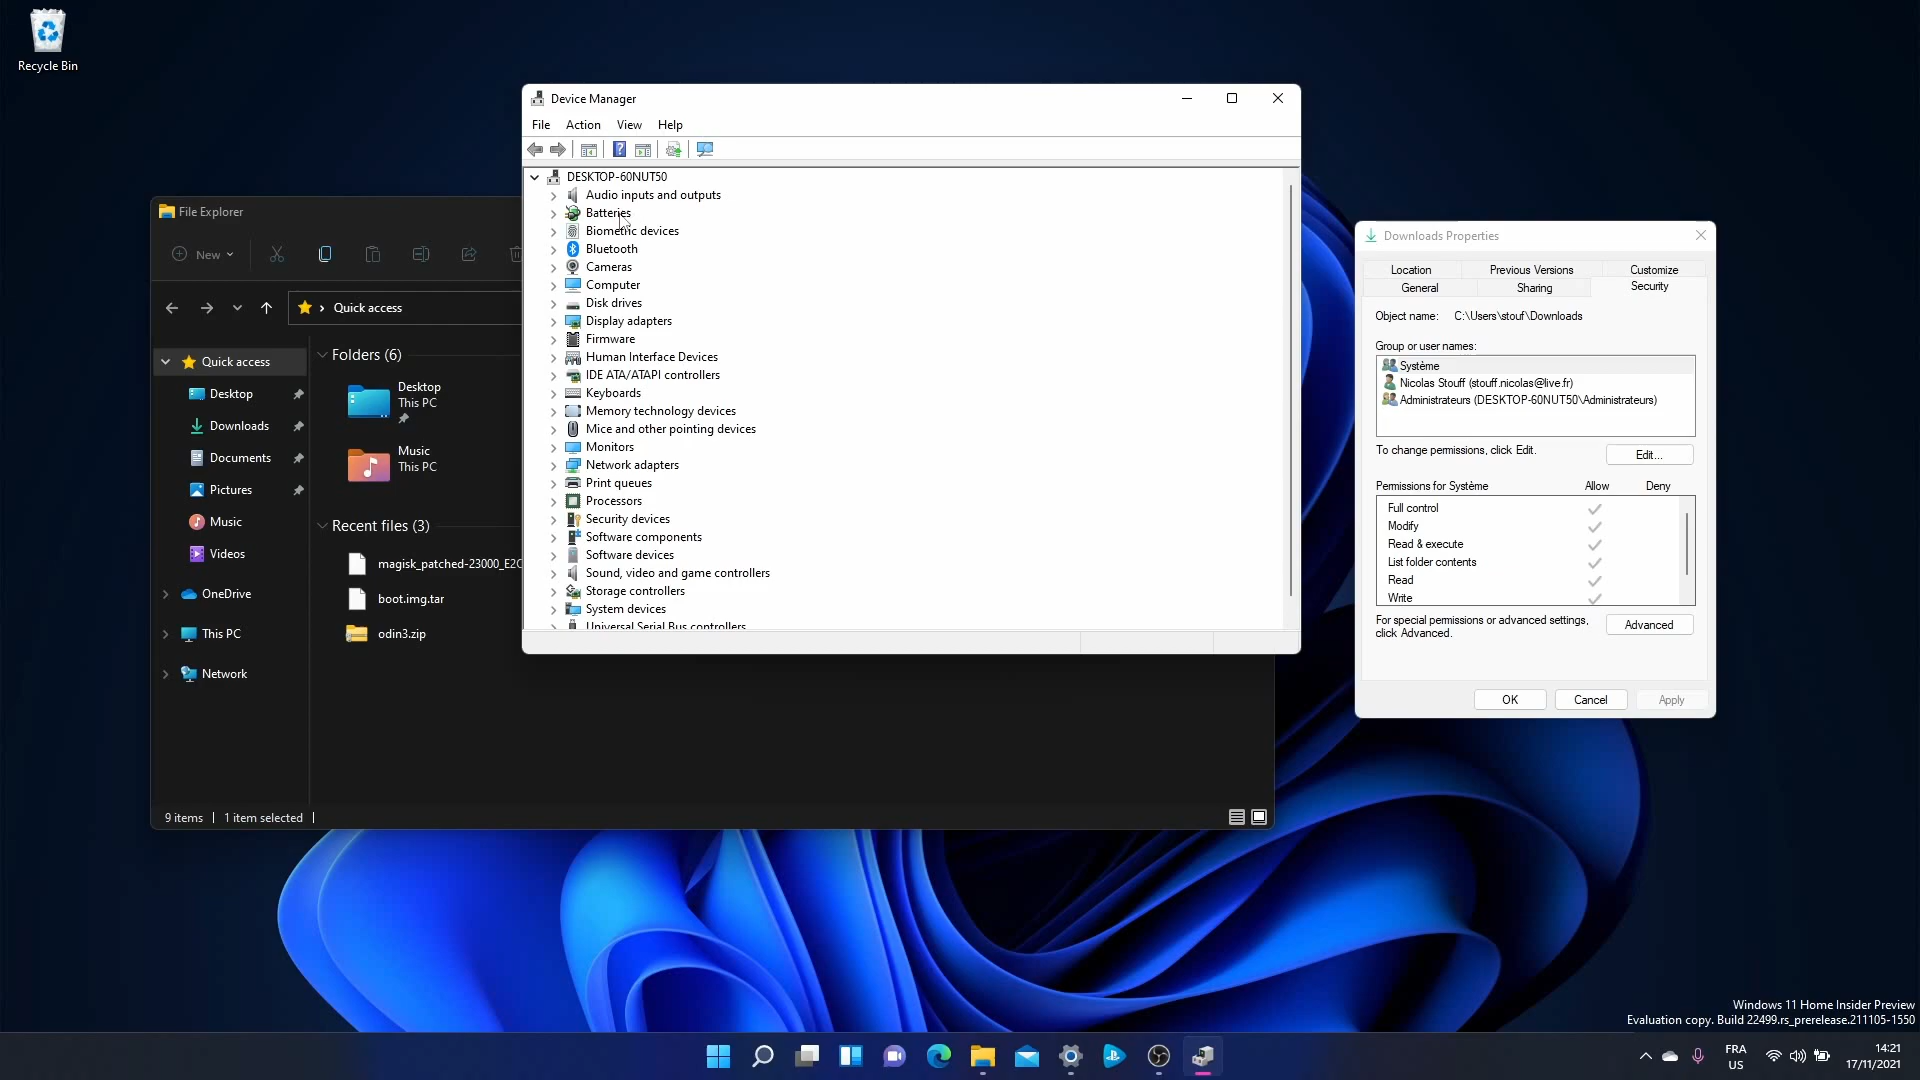 Recycle Bin
Device Manager
File Action View Help
DESKTOP-60NUT50
Audio inputs and outputs
Batteries
Biometric devices
Bluetooth
Cameras
Computer
Disk drives
Display adapters
Firmware
Human Interface Devices
IDE ATA/ATAPI controllers
Keyboards
Memory technology devices
Mice and other pointing devices
Monitors
Network adapters
Print queues
Processors
Security devices
Software components
Software devices
Sound, video and game controllers
Storage controllers
System devices
Universal Serial Bus controllers
File Explorer
New
Quick access
Quick access
Desktop
Downloads
Documents
Pictures
Music
Videos
OneDrive
This PC
Network
Folders (6)
Desktop
This PC
Music
This PC
Recent files (3)
magisk_patched-23000_E2C
boot.img.tar
odin3.zip
9 items
1 item selected
Downloads Properties
Location Previous Versions Customize
General Sharing Security
Object name: C:\Users\stouf\Downloads
Group or user names:
Système
Nicolas Stouff (stouff.nicolas@live.fr)
Administrateurs (DESKTOP-60NUT50\Administrateurs)
To change permissions, click Edit.
Edit...
Permissions for Système Allow Deny
Full control
Modify
Read & execute
List folder contents
Read
Write
For special permissions or advanced settings,
click Advanced.
Advanced
OK Cancel Apply
Windows 11 Home Insider Preview
Evaluation copy. Build 22499.rs_prerelease.211105-1550
FRA
US
14:21
17/11/2021